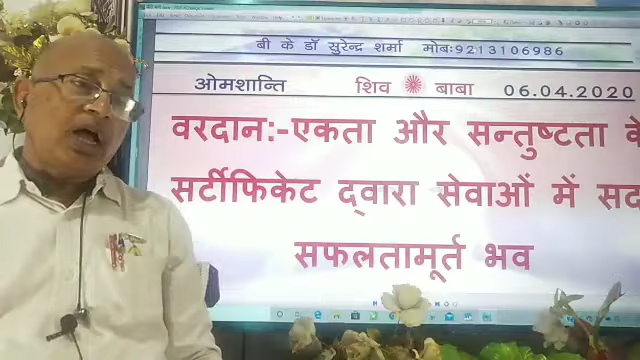 बी के डॉ सुरेन्द्र शर्मा मोबः9213106986
ओमशान्ति शिव बाबा 06.04.2020
वरदान:-एकता और सन्तुष्टता के
सर्टीफिकेट द्वारा सेवाओं में सद
सफलतामूर्त भव